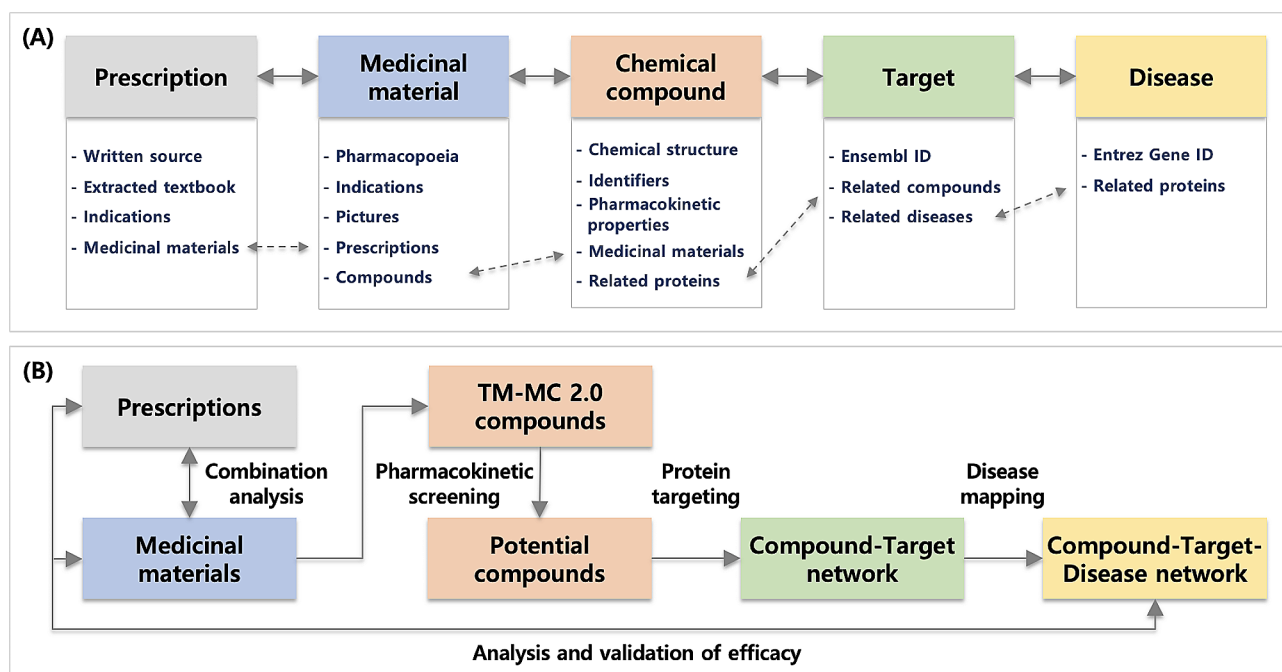 (A)
Prescription
Medicinal
material
Chemical
compound
Target
Disease
- Written source
- Extracted textbook
- Indications
- Medicinal materials
- Pharmacopoeia
- Indications
- Pictures
- Prescriptions
- Compounds
- Chemical structure
- Identifiers
- Pharmacokinetic
properties
- Medicinal materials
- Related proteins
- Ensembl ID
- Related compounds
- Related diseases
- Entrez Gene ID
- Related proteins
(B)
Prescriptions
TM-MC 2.0
compounds
Combination
analysis
Pharmacokinetic
screening
Protein
targeting
Disease
mapping
Medicinal
materials
Potential
compounds
Compound-Target
network
Compound-Target-
Disease network
Analysis and validation of efficacy